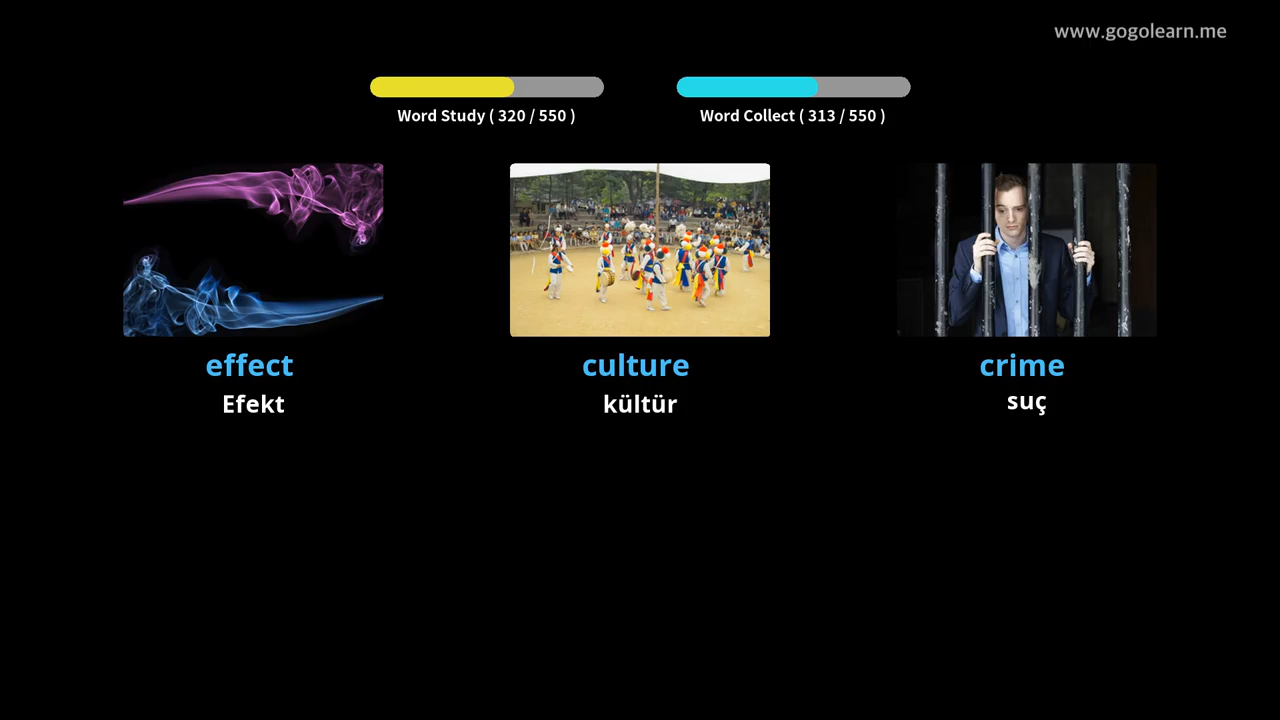 www.gogolearn.me
Word Study ( 320 / 550 )
Word Collect ( 313 / 550 )
effect
culture
crime
Efekt
kültür
suç